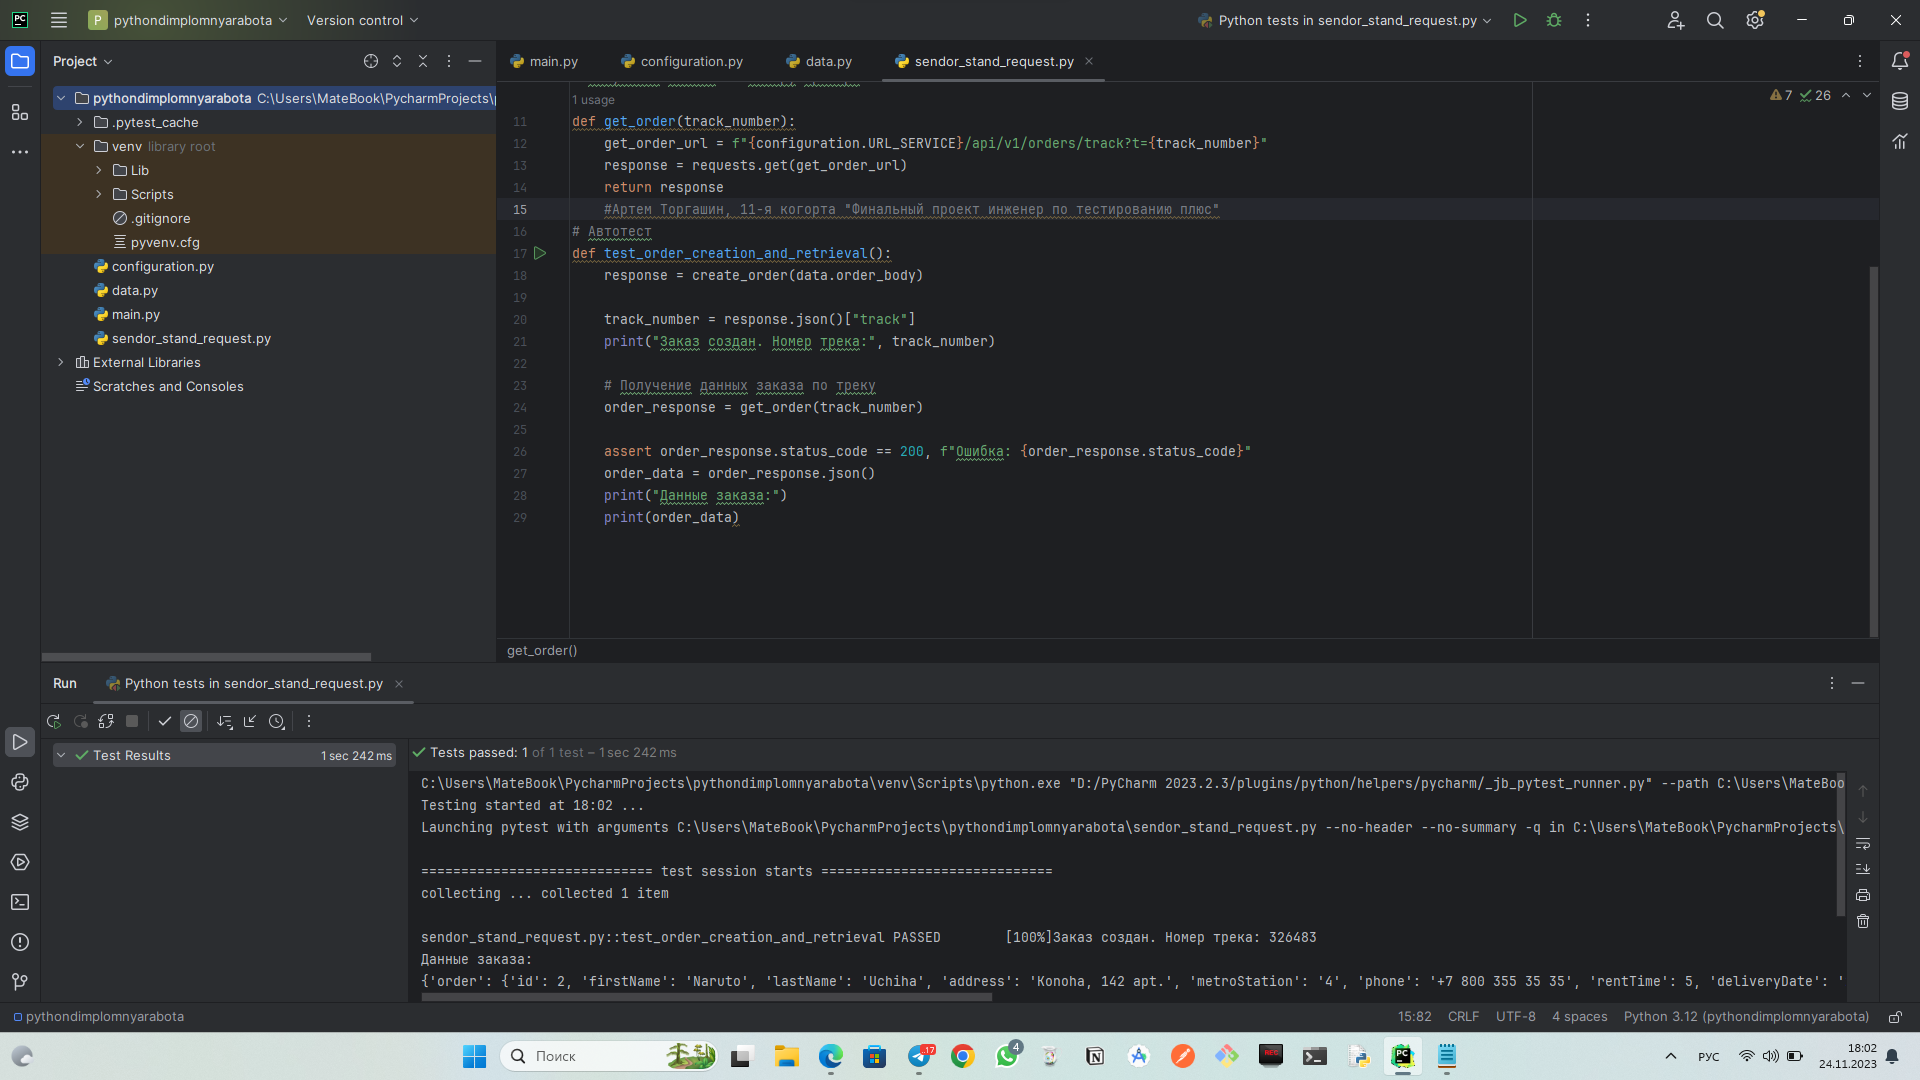 P pythondimplomnyarabota Version control Python tests in sendor_stand_request.py
Project
main.py configuration.py data.py sendor_stand_request.py
pythondimplomnyarabota C:\Users\MateBook\PycharmProjects\
.pytest_cache
venv library root
Lib
Scripts
.gitignore
pyvenv.cfg
configuration.py
data.py
main.py
sendor_stand_request.py
External Libraries
Scratches and Consoles
7 26
1 usage
11 def get_order(track_number):
12 get_order_url = f"{configuration.URL_SERVICE}/api/v1/orders/track?t={track_number}"
13 response = requests.get(get_order_url)
14 return response
15 #Артем Торгашин, 11-я когорта "Финальный проект инженер по тестированию плюс"
16 # Автотест
17 def test_order_creation_and_retrieval():
18 response = create_order(data.order_body)
19
20 track_number = response.json()["track"]
21 print("Заказ создан. Номер трека:", track_number)
22
23 # Получение данных заказа по треку
24 order_response = get_order(track_number)
25
26 assert order_response.status_code == 200, f"Ошибка: {order_response.status_code}"
27 order_data = order_response.json()
28 print("Данные заказа:")
29 print(order_data)
get_order()
Run Python tests in sendor_stand_request.py
Test Results 1 sec 242 ms
Tests passed: 1 of 1 test – 1 sec 242 ms
C:\Users\MateBook\PycharmProjects\pythondimplomnyarabota\venv\Scripts\python.exe "D:/PyCharm 2023.2.3/plugins/python/helpers/pycharm/_jb_pytest_runner.py" --path C:\Users\MateBoo
Testing started at 18:02 ...
Launching pytest with arguments C:\Users\MateBook\PycharmProjects\pythondimplomnyarabota\sendor_stand_request.py --no-header --no-summary -q in C:\Users\MateBook\PycharmProjects\
============================= test session starts =============================
collecting ... collected 1 item
sendor_stand_request.py::test_order_creation_and_retrieval PASSED [100%]Заказ создан. Номер трека: 326483
Данные заказа:
{'order': {'id': 2, 'firstName': 'Naruto', 'lastName': 'Uchiha', 'address': 'Konoha, 142 apt.', 'metroStation': '4', 'phone': '+7 800 355 35 35', 'rentTime': 5, 'deliveryDate': '
pythondimplomnyarabota 15:82 CRLF UTF-8 4 spaces Python 3.12 (pythondimplomnyarabota)
Поиск 17 4 РУС 18:02
24.11.2023